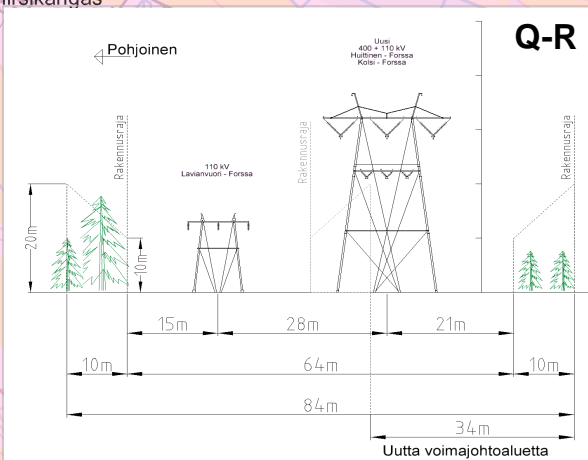 Q-R
Pohjoinen
Uusi
400 + 110 kV
Huittinen - Forssa
Kolsi - Forssa
110 kV
Lavianvuori - Forssa
Rakennusraja
Rakennusraja
Rakennusraja
20m
10m
15m
28m
21m
10m
64m
10m
84m
34m
Uutta voimajohtoaluetta